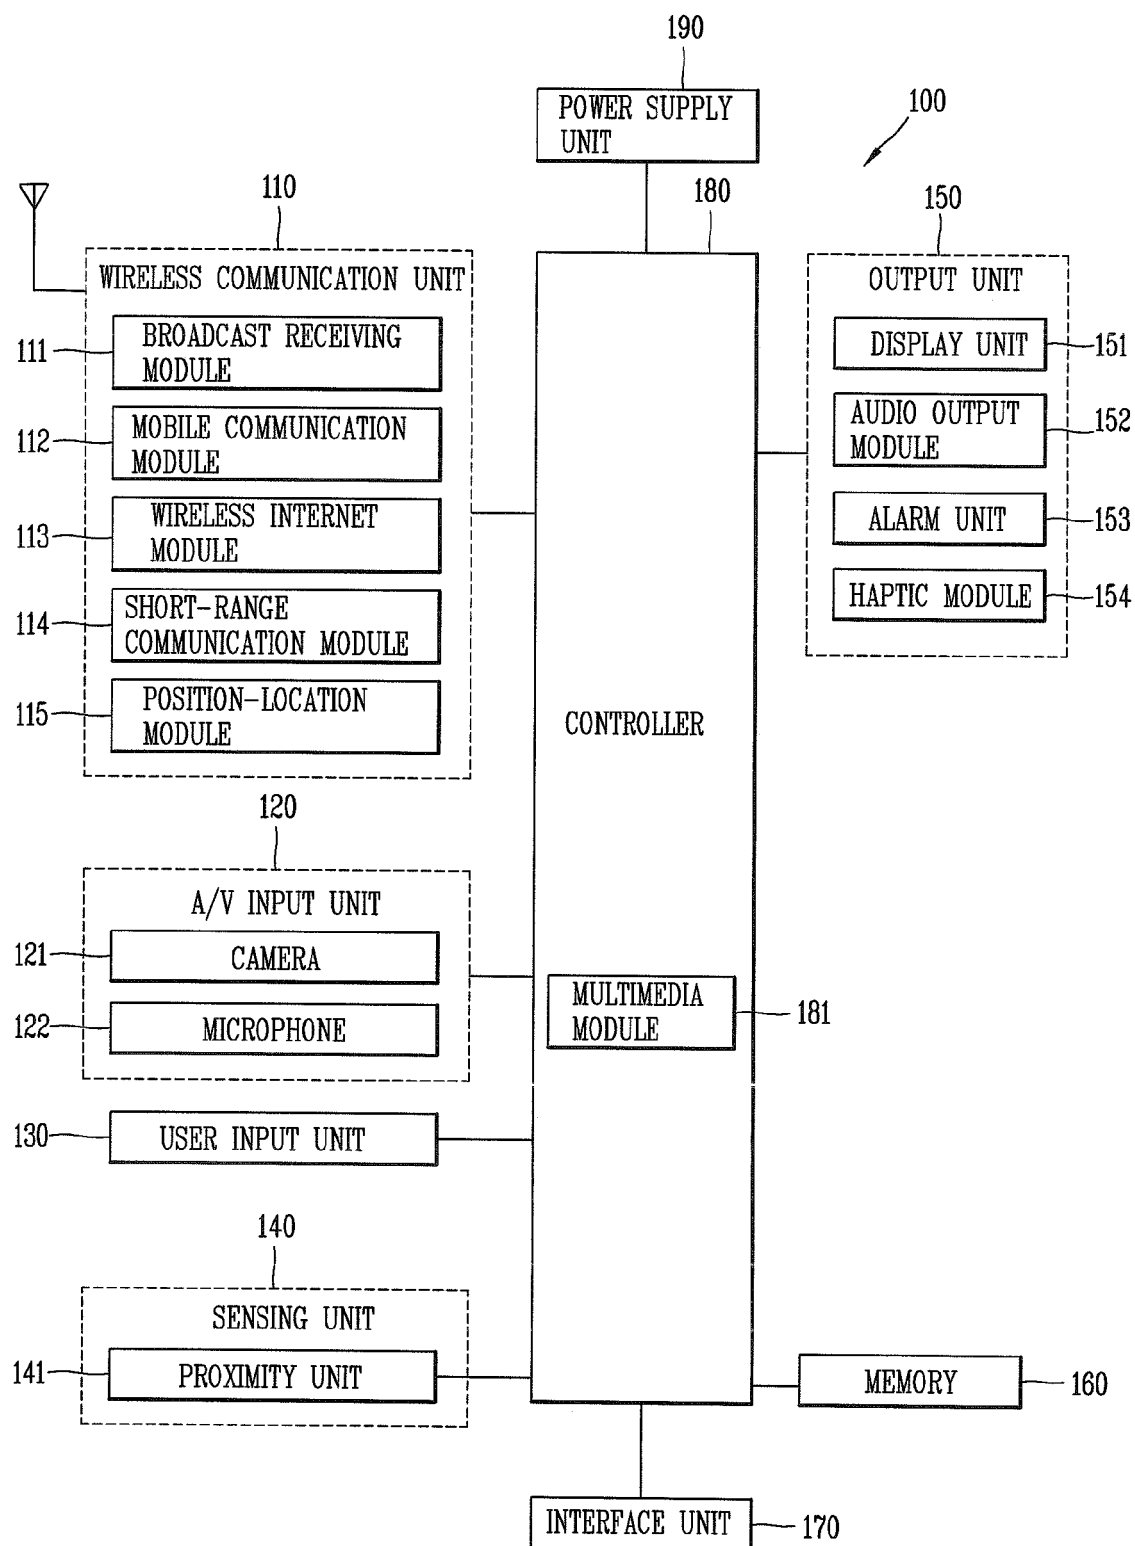 190
POWER SUPPLY
UNIT
100
110
180
150
WIRELESS COMMUNICATION UNIT
111
BROADCAST RECEIVING
MODULE
112
MOBILE COMMUNICATION
MODULE
113
WIRELESS INTERNET
MODULE
114
SHORT-RANGE
COMMUNICATION MODULE
115
POSITION-LOCATION
MODULE
OUTPUT UNIT
DISPLAY UNIT
151
AUDIO OUTPUT
MODULE
152
ALARM UNIT
153
HAPTIC MODULE
154
CONTROLLER
120
A/V INPUT UNIT
121
CAMERA
122
MICROPHONE
MULTIMEDIA
MODULE
181
130
USER INPUT UNIT
140
SENSING UNIT
141
PROXIMITY UNIT
MEMORY
160
INTERFACE UNIT
170